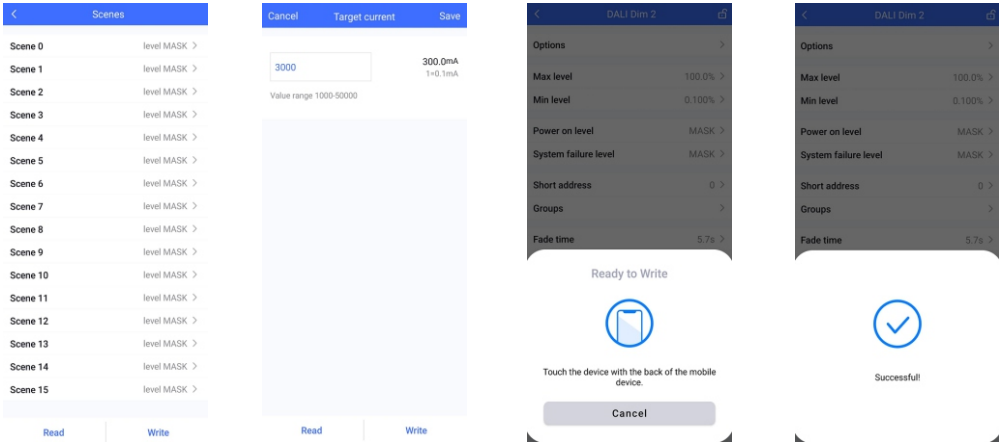 Scenes
Scene 0 level MASK
Scene 1 level MASK
Scene 2 level MASK
Scene 3 level MASK
Scene 4 level MASK
Scene 5 level MASK
Scene 6 level MASK
Scene 7 level MASK
Scene 8 level MASK
Scene 9 level MASK
Scene 10 level MASK
Scene 11 level MASK
Scene 12 level MASK
Scene 13 level MASK
Scene 14 level MASK
Scene 15 level MASK
Read Write
Cancel Target current Save
3000 300.0mA
1=0.1mA
Value range 1000-50000
Read Write
DALI Dim 2
Options
Max level 100.0%
Min level 0.100%
Power on level MASK
System failure level MASK
Short address 0
Groups
Fade time 5.7s
Ready to Write
Touch the device with the back of the mobile
device.
Cancel
DALI Dim 2
Options
Max level 100.0%
Min level 0.100%
Power on level MASK
System failure level MASK
Short address 0
Groups
Fade time 5.7s
Successful!